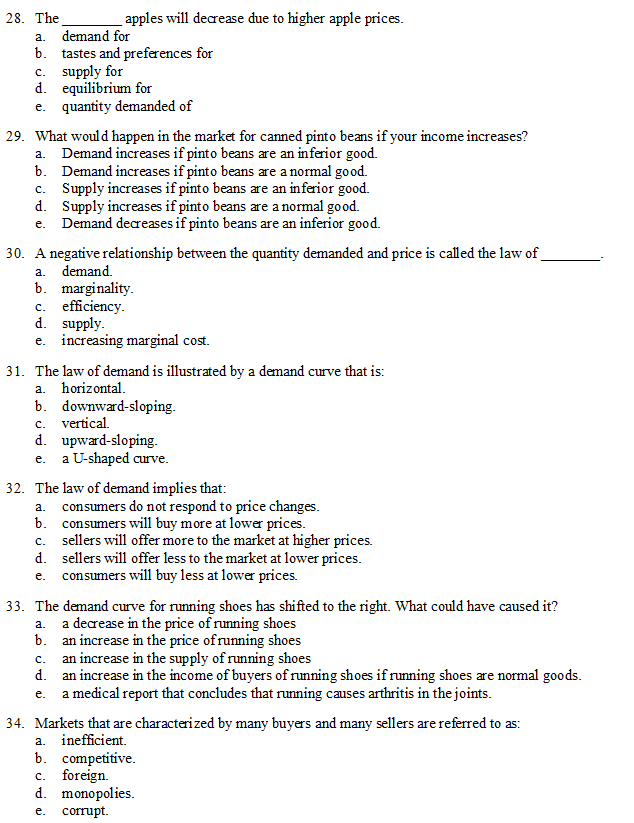 28. The ________ apples will decrease due to higher apple prices.
a. demand for
b. tastes and preferences for
c. supply for
d. equilibrium for
e. quantity demanded of
29. What would happen in the market for canned pinto beans if your income increases?
a. Demand increases if pinto beans are an inferior good.
b. Demand increases if pinto beans are a normal good.
c. Supply increases if pinto beans are an inferior good.
d. Supply increases if pinto beans are a normal good.
e. Demand decreases if pinto beans are an inferior good.
30. A negative relationship between the quantity demanded and price is called the law of ________.
a. demand.
b. marginality.
c. efficiency.
d. supply.
e. increasing marginal cost.
31. The law of demand is illustrated by a demand curve that is:
a. horizontal.
b. downward-sloping.
c. vertical.
d. upward-sloping.
e. a U-shaped curve.
32. The law of demand implies that:
a. consumers do not respond to price changes.
b. consumers will buy more at lower prices.
c. sellers will offer more to the market at higher prices.
d. sellers will offer less to the market at lower prices.
e. consumers will buy less at lower prices.
33. The demand curve for running shoes has shifted to the right. What could have caused it?
a. a decrease in the price of running shoes
b. an increase in the price of running shoes
c. an increase in the supply of running shoes
d. an increase in the income of buyers of running shoes if running shoes are normal goods.
e. a medical report that concludes that running causes arthritis in the joints.
34. Markets that are characterized by many buyers and many sellers are referred to as:
a. inefficient.
b. competitive.
c. foreign.
d. monopolies.
e. corrupt.